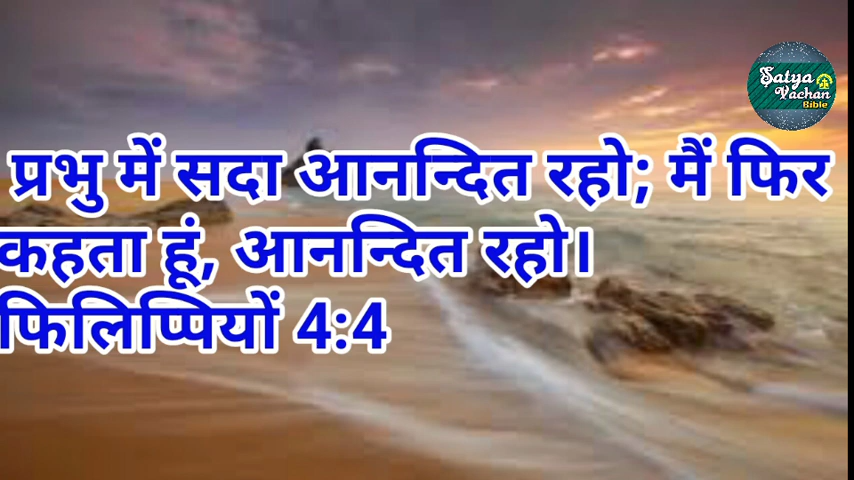 Satya
Vachan
Bible
प्रभु में सदा आनन्दित रहो; मैं फिर
कहता हूं, आनन्दित रहो।
फिलिप्पियों 4:4